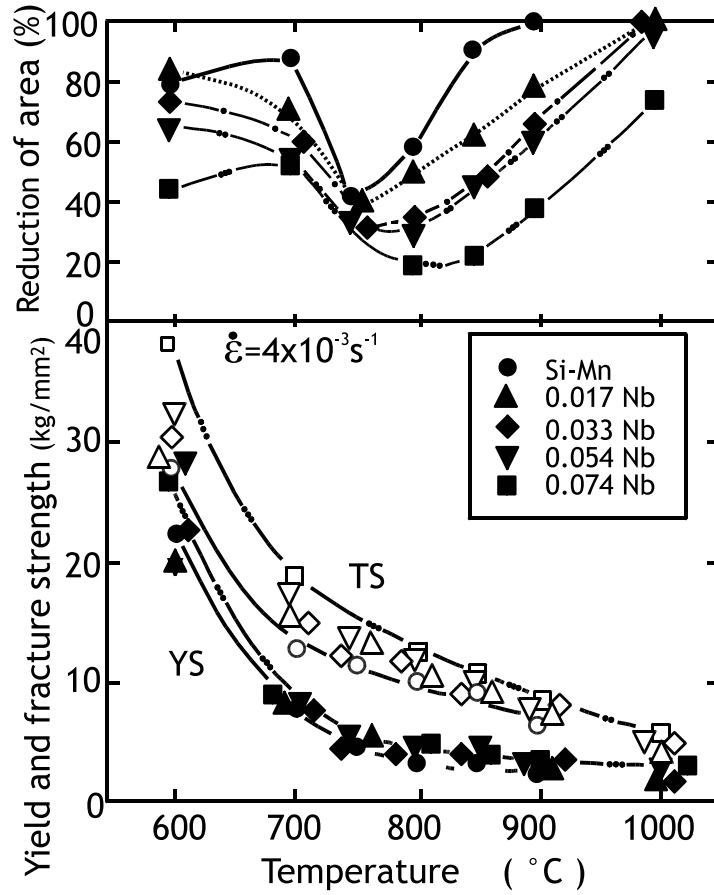 Reduction of area (%)
100
80
60
40
20
0
Yield and fracture strength (kg/mm²)
40
30
20
10
0
ε̇=4x10⁻³s⁻¹
Si-Mn
0.017 Nb
0.033 Nb
0.054 Nb
0.074 Nb
TS
YS
600 700 800 900 1000
Temperature ( °C)